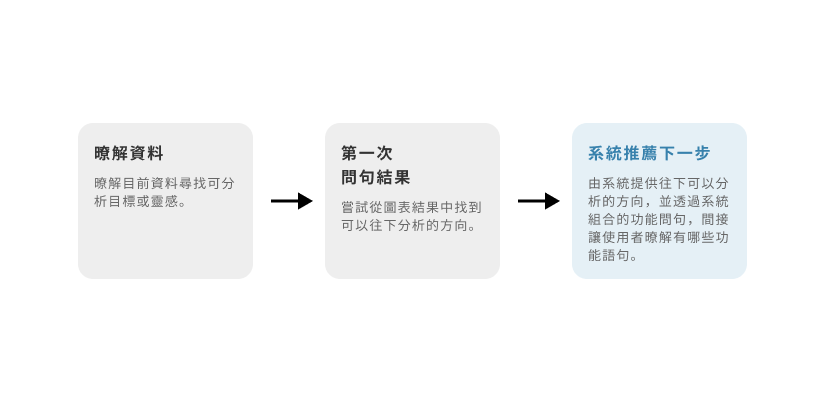 瞭解資料
瞭解目前資料尋找可分
析目標或靈感。
第一次
問句結果
嘗試從圖表結果中找到
可以往下分析的方向。
系統推薦下一步
由系統提供往下可以分
析的方向，並透過系統
組合的功能問句，間接
讓使用者瞭解有哪些功
能語句。